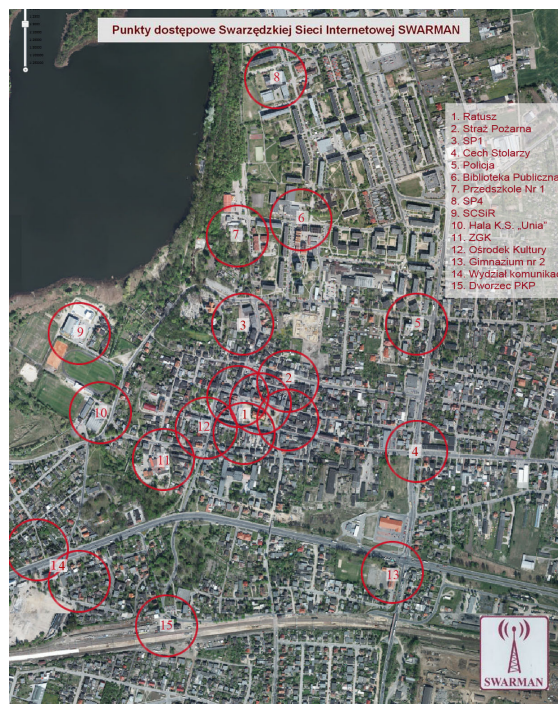 Punkty dostępowe Swarzędzkiej Sieci Internetowej SWARMAN
8
1. Ratusz
2. Straż Pożarna
3. SP1
4. Cech Stolarzy
5. Policja
6. Biblioteka Publiczna
7. Przedszkole Nr 1
8. SP4
9. SCSiR
10. Hala K.S. „Unia”
11. ZGK
12. Ośrodek Kultury
13. Gimnazium nr 2
14. Wydział komunikac
15. Dworzec PKP
6
7
3
5
9
2
10
1
12
4
11
14
13
15
SWARMAN